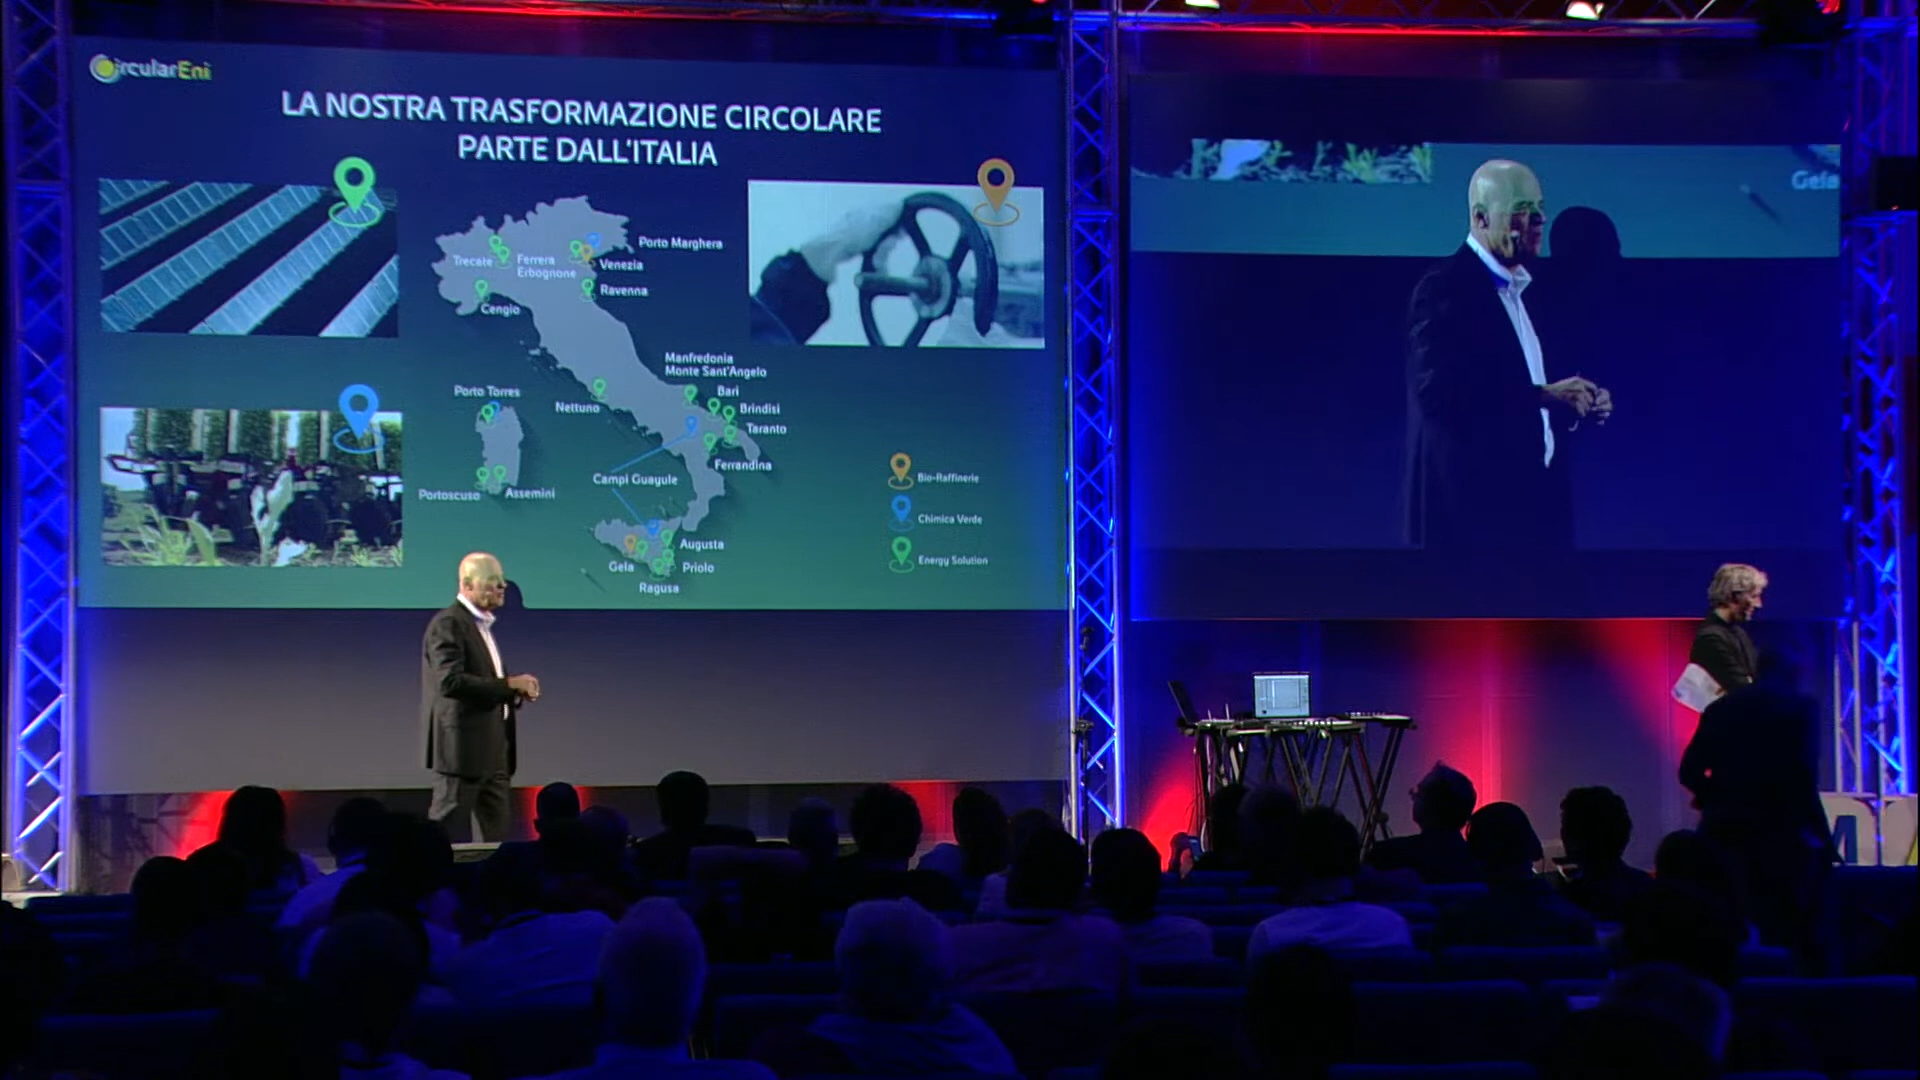 CircularEni
LA NOSTRA TRASFORMAZIONE CIRCOLARE
PARTE DALL'ITALIA
Porto Marghera
Trecate
Ferrera
Erbognone
Venezia
Ravenna
Cengio
Manfredonia
Monte Sant'Angelo
Porto Torres
Bari
Nettuno
Brindisi
Taranto
Ferrandina
Campi Guayule
Portoscuso
Assemini
Augusta
Gela
Priolo
Ragusa
Bio-Raffinerie
Chimica Verde
Energy Solution
Gela